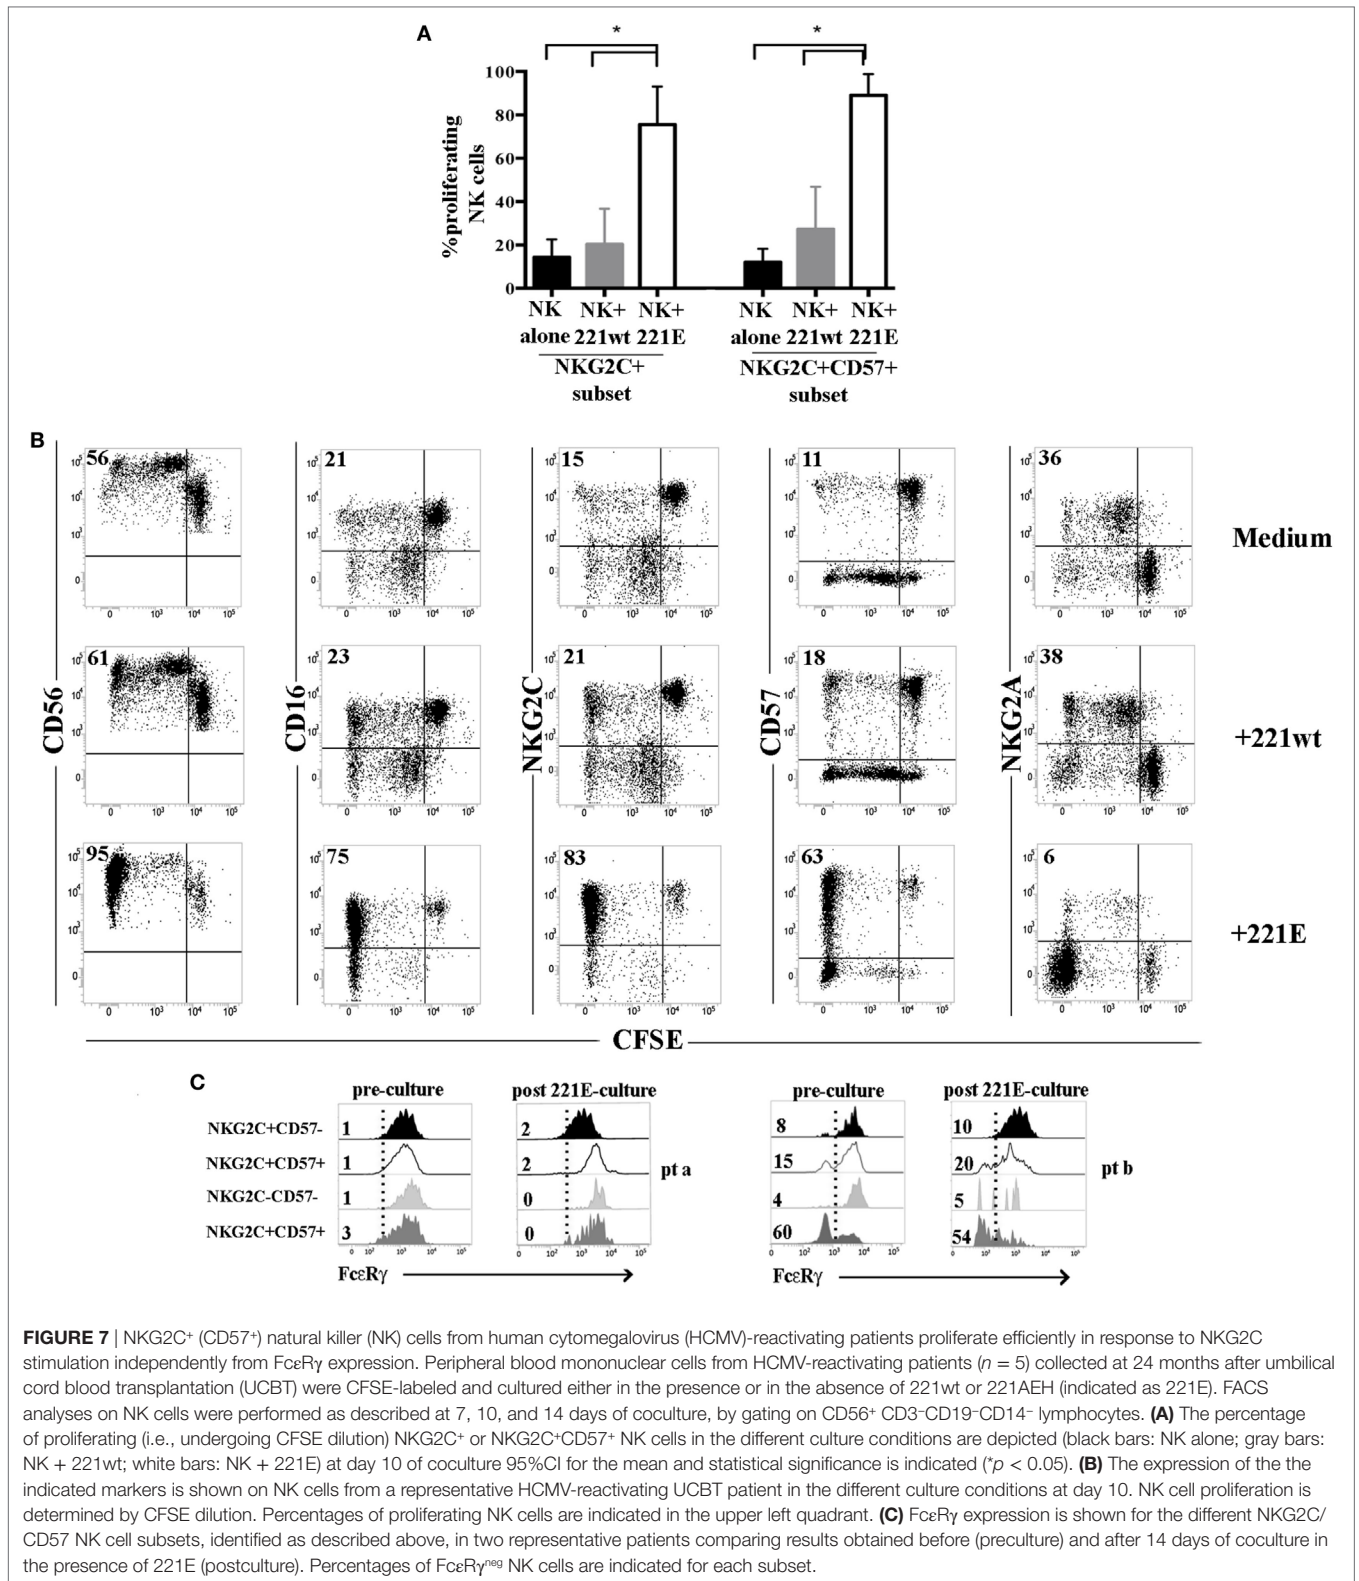 A
*
*
100
80
60
40
20
0
%proliferating
NK cells
NK NK+ NK+
alone 221wt 221E
NKG2C+
subset
NK NK+ NK+
alone 221wt 221E
NKG2C+CD57+
subset
B
56 21 15 11 36
Medium
61 23 21 18 38
+221wt
95 75 83 63 6
+221E
CD56
CD16
NKG2C
CD57
NKG2A
CFSE
C
pre-culture post 221E-culture pre-culture post 221E-culture
NKG2C+CD57- 1 2 8 10
NKG2C+CD57+ 1 2 pt a 15 20 pt b
NKG2C-CD57- 1 0 4 5
NKG2C+CD57+ 3 0 60 54
10² 10³ 10⁴ 10² 10³ 10⁴ 10² 10³ 10⁴ 10² 10³ 10⁴
FcεRγ FcεRγ
FIGURE 7 | NKG2C⁺ (CD57⁺) natural killer (NK) cells from human cytomegalovirus (HCMV)-reactivating patients proliferate efficiently in response to NKG2C
stimulation independently from FcεRγ expression. Peripheral blood mononuclear cells from HCMV-reactivating patients (n = 5) collected at 24 months after umbilical
cord blood transplantation (UCBT) were CFSE-labeled and cultured either in the presence or in the absence of 221wt or 221AEH (indicated as 221E). FACS
analyses on NK cells were performed as described at 7, 10, and 14 days of coculture, by gating on CD56⁺ CD3⁻CD19⁻CD14⁻ lymphocytes. (A) The percentage
of proliferating (i.e., undergoing CFSE dilution) NKG2C⁺ or NKG2C⁺CD57⁺ NK cells in the different culture conditions are depicted (black bars: NK alone; gray bars:
NK + 221wt; white bars: NK + 221E) at day 10 of coculture 95%CI for the mean and statistical significance is indicated (*p < 0.05). (B) The expression of the the
indicated markers is shown on NK cells from a representative HCMV-reactivating UCBT patient in the different culture conditions at day 10. NK cell proliferation is
determined by CFSE dilution. Percentages of proliferating NK cells are indicated in the upper left quadrant. (C) FcεRγ expression is shown for the different NKG2C/
CD57 NK cell subsets, identified as described above, in two representative patients comparing results obtained before (preculture) and after 14 days of coculture in
the presence of 221E (postculture). Percentages of FcεRγⁿᵉᵍ NK cells are indicated for each subset.